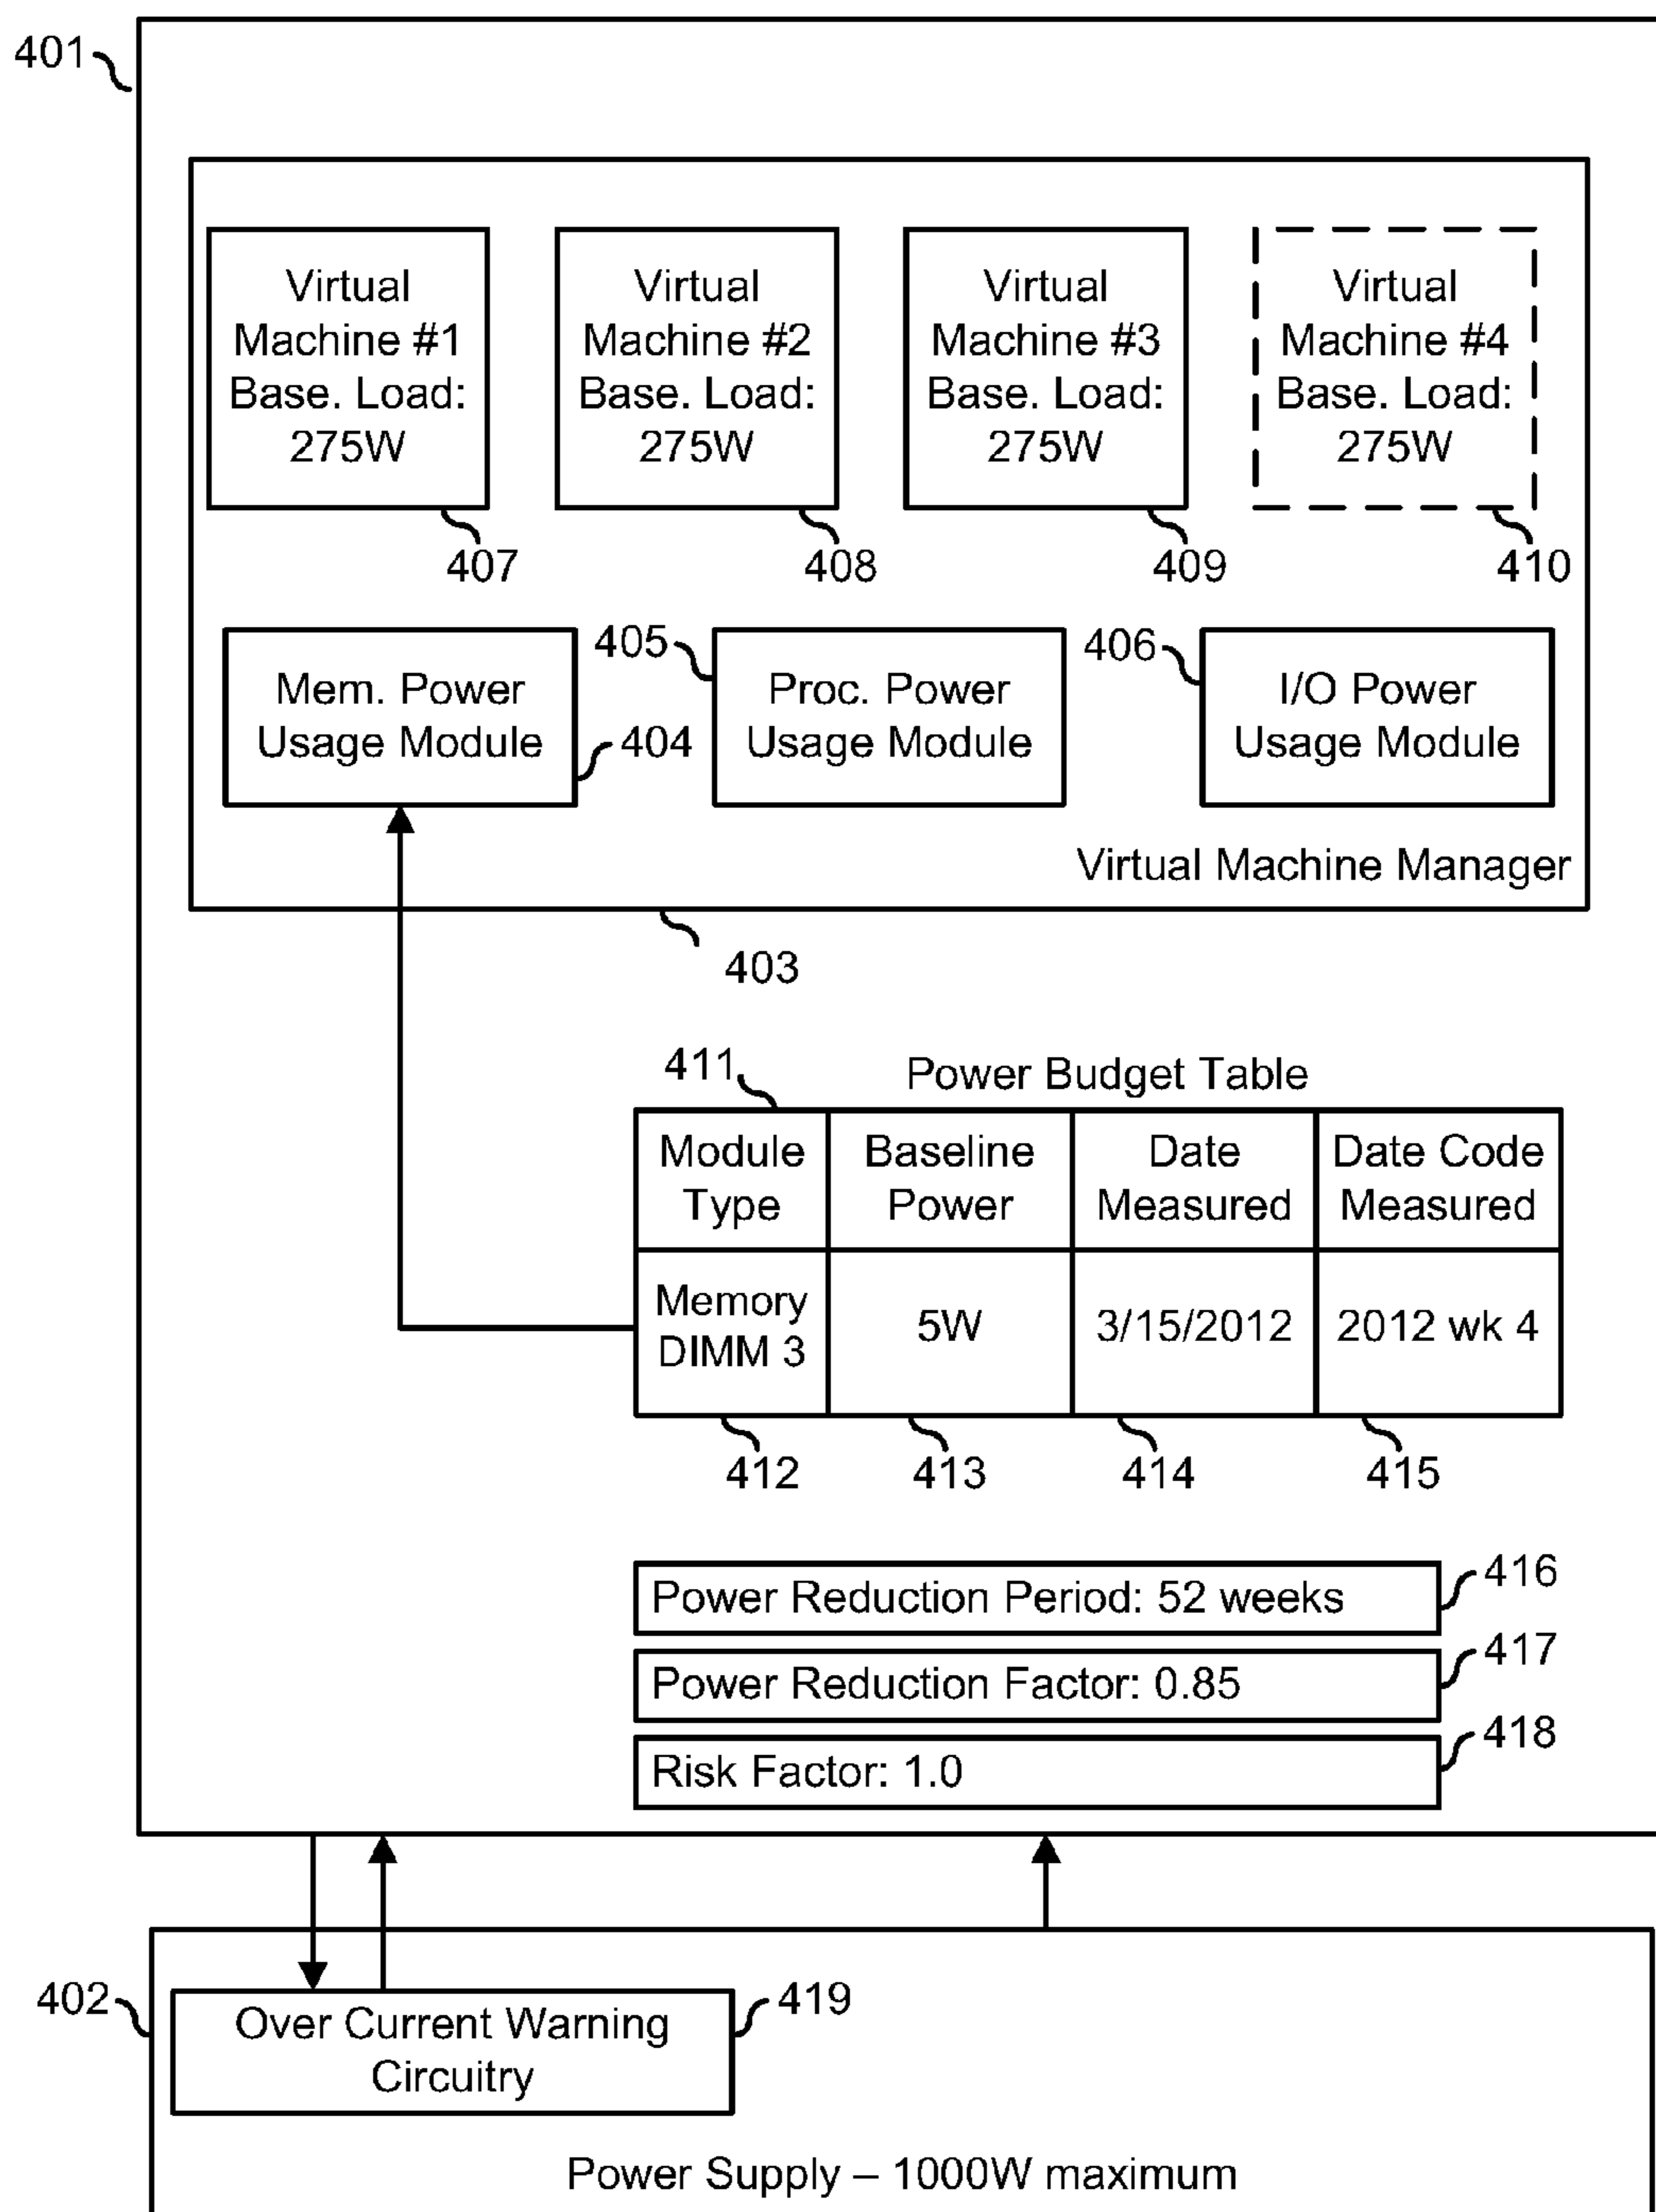 401
Virtual
Machine #1
Base. Load:
275W
Virtual
Machine #2
Base. Load:
275W
Virtual
Machine #3
Base. Load:
275W
Virtual
Machine #4
Base. Load:
275W
407
408
409
410
Mem. Power
Usage Module
404
405
Proc. Power
Usage Module
406
I/O Power
Usage Module
Virtual Machine Manager
403
411
Power Budget Table
Module
Type
Baseline
Power
Date
Measured
Date Code
Measured
Memory
DIMM 3
5W
3/15/2012
2012 wk 4
412
413
414
415
Power Reduction Period: 52 weeks
416
Power Reduction Factor: 0.85
417
Risk Factor: 1.0
418
402
Over Current Warning
Circuitry
419
Power Supply – 1000W maximum